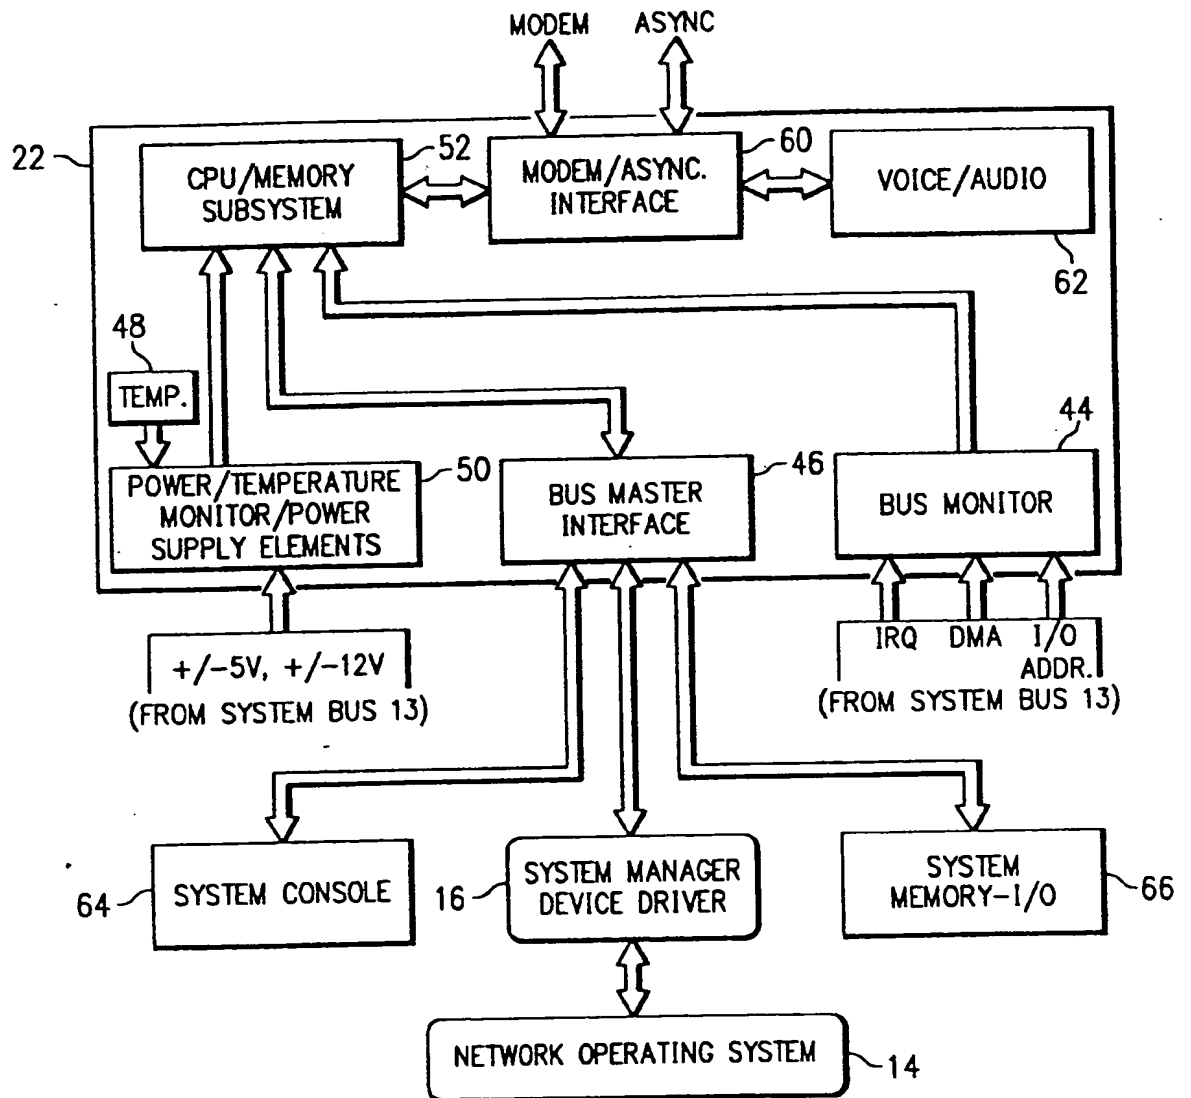 MODEM
ASYNC
22
52
CPU/MEMORY
SUBSYSTEM
60
MODEM/ASYNC.
INTERFACE
VOICE/AUDIO
62
48
TEMP.
50
POWER/TEMPERATURE
MONITOR/POWER
SUPPLY ELEMENTS
46
BUS MASTER
INTERFACE
44
BUS MONITOR
+/-5V, +/-12V
(FROM SYSTEM BUS 13)
IRQ
DMA
I/O
ADDR.
(FROM SYSTEM BUS 13)
64
SYSTEM CONSOLE
16
SYSTEM MANAGER
DEVICE DRIVER
SYSTEM
MEMORY-I/O
66
NETWORK OPERATING SYSTEM
14